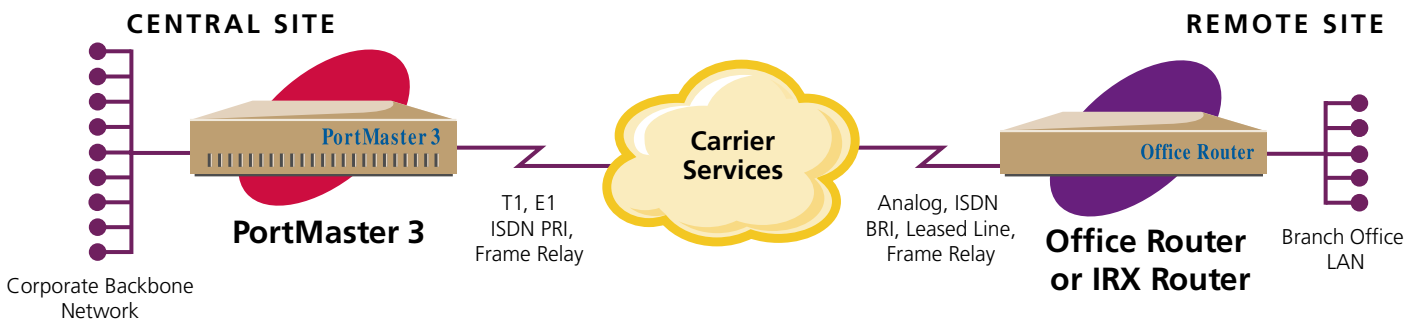 CENTRAL SITE
REMOTE SITE
PortMaster 3
Carrier
Services
Office Router
T1, E1
ISDN PRI,
Frame Relay
Analog, ISDN
BRI, Leased Line,
Frame Relay
PortMaster 3
Office Router
or IRX Router
Branch Office
LAN
Corporate Backbone
Network